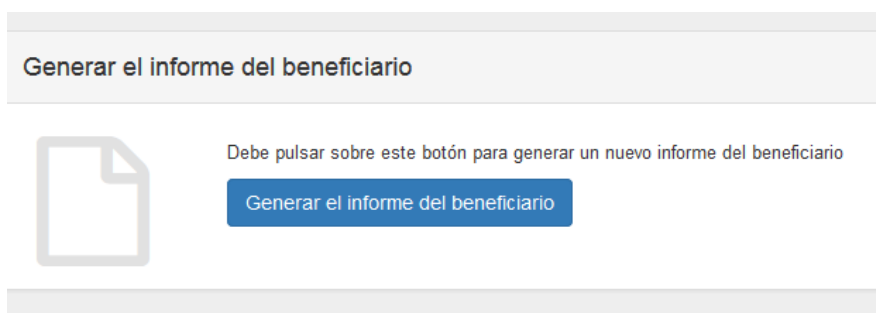 Generar el informe del beneficiario
Debe pulsar sobre este botón para generar un nuevo informe del beneficiario
Generar el informe del beneficiario